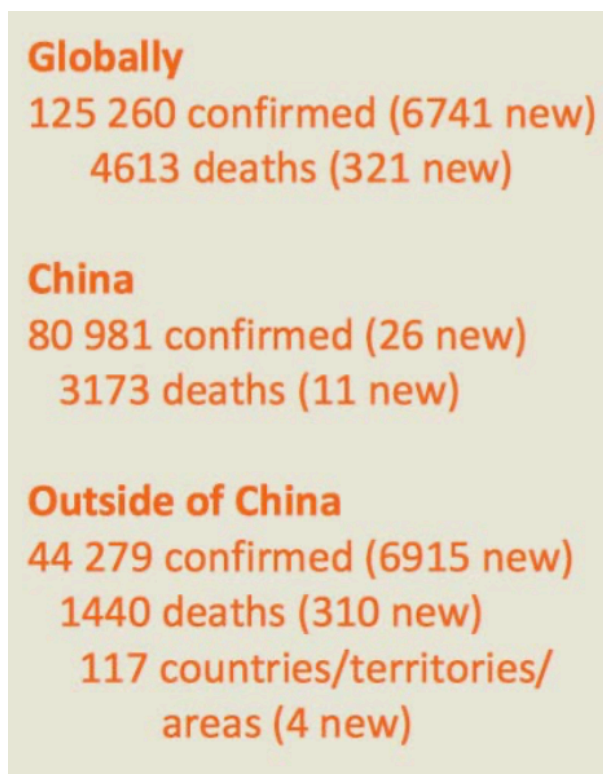 Globally
125 260 confirmed (6741 new)
4613 deaths (321 new)
China
80 981 confirmed (26 new)
3173 deaths (11 new)
Outside of China
44 279 confirmed (6915 new)
1440 deaths (310 new)
117 countries/territories/
areas (4 new)